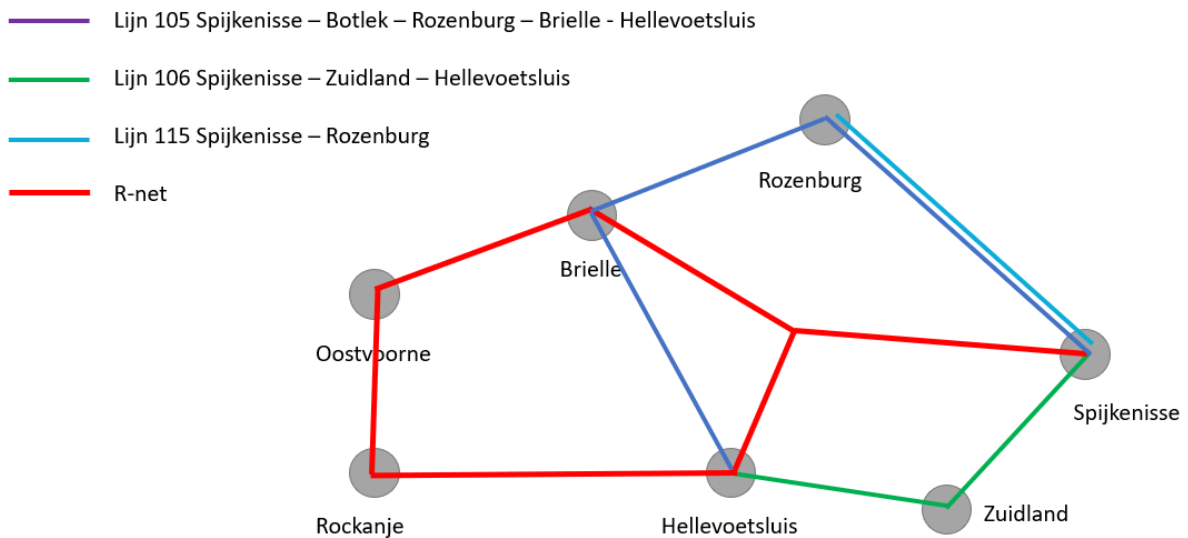 Lijn 105 Spijkenisse – Botlek – Rozenburg – Brielle - Hellevoetsluis
Lijn 106 Spijkenisse – Zuidland – Hellevoetsluis
Lijn 115 Spijkenisse – Rozenburg
R-net
Rozenburg
Brielle
Oostvoorne
Spijkenisse
Zuidland
Rockanje
Hellevoetsluis